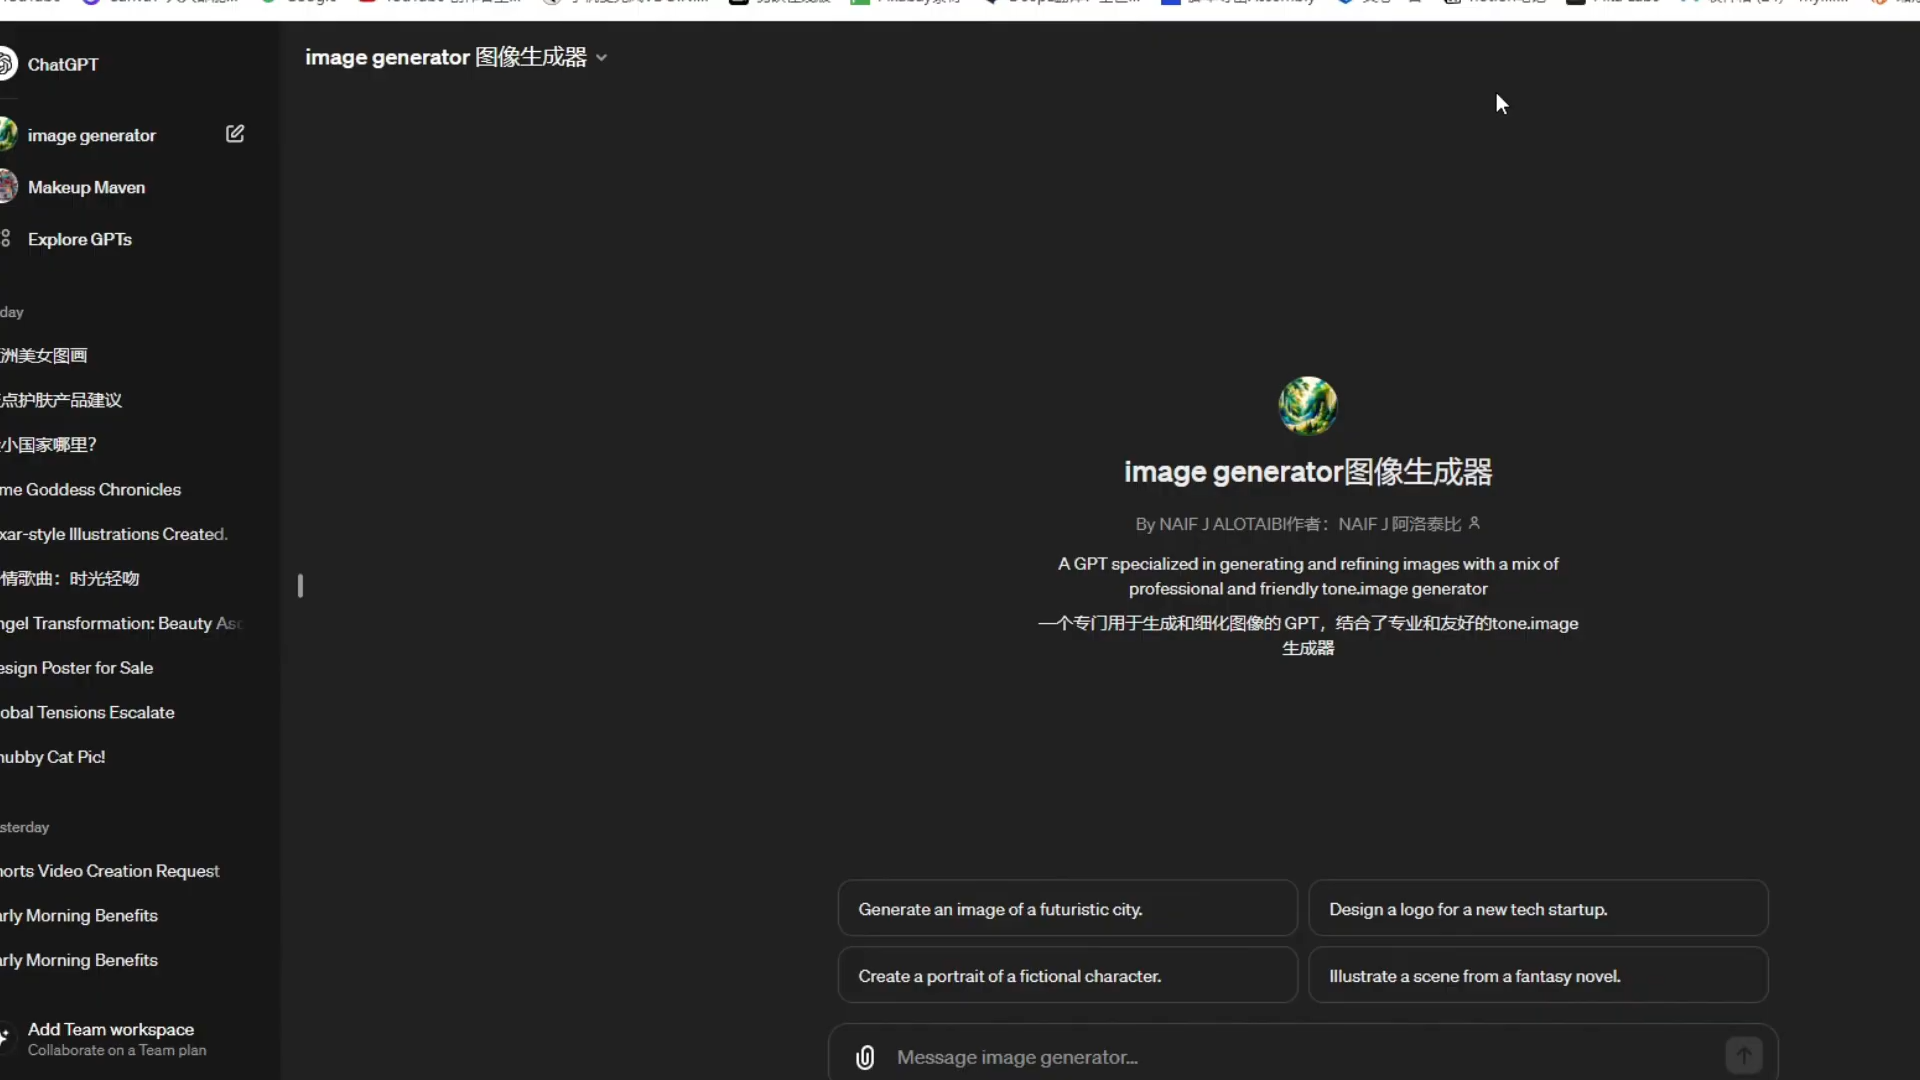 ChatGPT
image generator
Makeup Maven
Explore GPTs
day
洲美女图画
点护肤产品建议
小国家哪里？
me Goddess Chronicles
xar-style Illustrations Created.
情歌曲：时光轻吻
ngel Transformation: Beauty Asc
esign Poster for Sale
obal Tensions Escalate
hubby Cat Pic!
sterday
horts Video Creation Request
arly Morning Benefits
arly Morning Benefits
Add Team workspace
Collaborate on a Team plan
image generator 图像生成器
image generator图像生成器
By NAIF J ALOTAIBI作者：NAIF J 阿洛泰比
A GPT specialized in generating and refining images with a mix of
professional and friendly tone.image generator
一个专门用于生成和细化图像的 GPT，结合了专业和友好的tone.image
生成器
Generate an image of a futuristic city.
Design a logo for a new tech startup.
Create a portrait of a fictional character.
Illustrate a scene from a fantasy novel.
Message image generator...